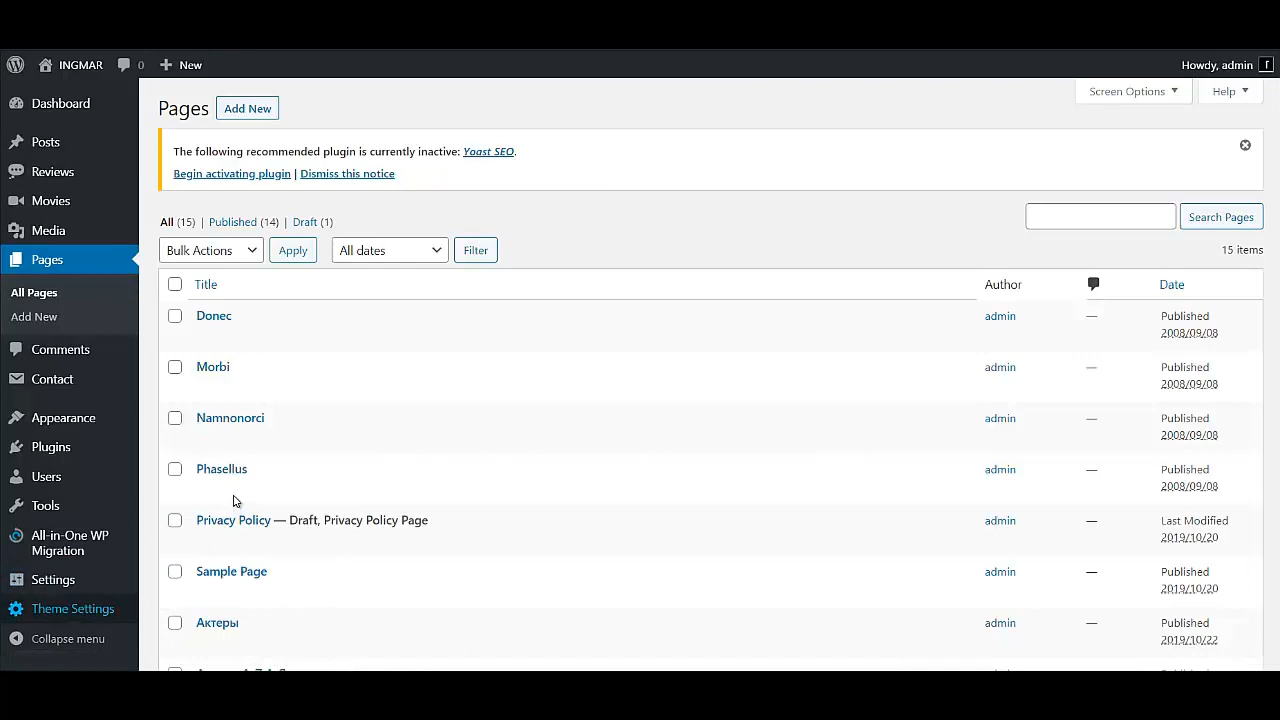 INGMAR 0 New Howdy, admin
Dashboard
Posts
Reviews
Movies
Media
Pages
All Pages
Add New
Comments
Contact
Appearance
Plugins
Users
Tools
All-in-One WP
Migration
Settings
Theme Settings
Collapse menu
Screen Options Help
Pages Add New
The following recommended plugin is currently inactive: Yoast SEO.
Begin activating plugin | Dismiss this notice
All (15) | Published (14) | Draft (1)
Search Pages
Bulk Actions Apply All dates Filter 15 items
Title Author Date
Donec admin — Published
2008/09/08
Morbi admin — Published
2008/09/08
Namnonorci admin — Published
2008/09/08
Phasellus admin — Published
2008/09/08
Privacy Policy — Draft, Privacy Policy Page admin — Last Modified
2019/10/20
Sample Page admin — Published
2019/10/20
Актеры admin — Published
2019/10/22